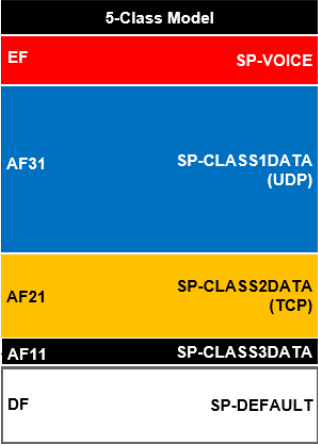 5-Class Model
EF SP-VOICE
AF31 SP-CLASS1DATA
(UDP)
AF21 SP-CLASS2DATA
(TCP)
AF11 SP-CLASS3DATA
DF SP-DEFAULT